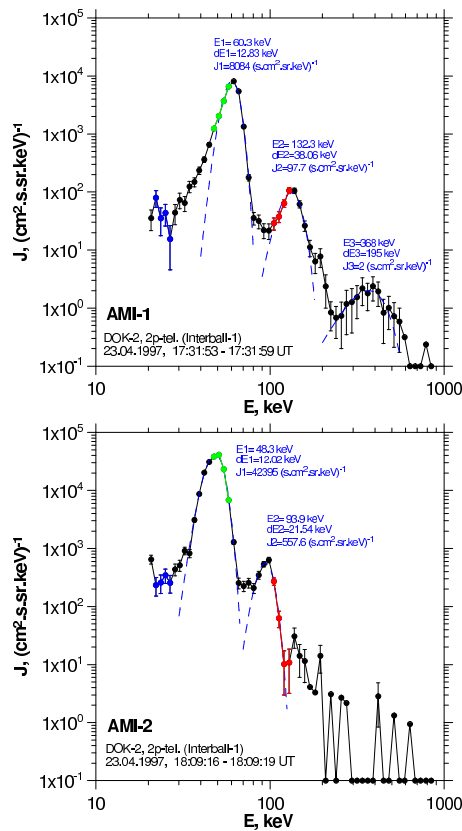 E1= 60.3 keV
dE1=12.83 keV
J1=8084 (s.cm².sr.keV)⁻¹
E2= 132.3 keV
dE2=38.06 keV
J2=97.7 (s.cm².sr.keV)⁻¹
E3=368 keV
dE3=195 keV
J3=2 (s.cm².sr.keV)⁻¹
1x10⁵
1x10⁴
1x10³
1x10²
1x10¹
1x10⁰
1x10⁻¹
J, (cm².s.sr.keV)⁻¹
AMI-1
DOK-2, 2p-tel. (Interball-1)
23.04.1997, 17:31:53 - 17:31:59 UT
10 100 1000
E, keV
E1= 48.3 keV
dE1=12.02 keV
J1=42395 (s.cm².sr.keV)⁻¹
E2= 93.9 keV
dE2=21.54 keV
J2=557.6 (s.cm².sr.keV)⁻¹
1x10⁵
1x10⁴
1x10³
1x10²
1x10¹
1x10⁰
1x10⁻¹
J, (cm².s.sr.keV)⁻¹
AMI-2
DOK-2, 2p-tel. (Interball-1)
23.04.1997, 18:09:16 - 18:09:19 UT
10 100 1000
E, keV